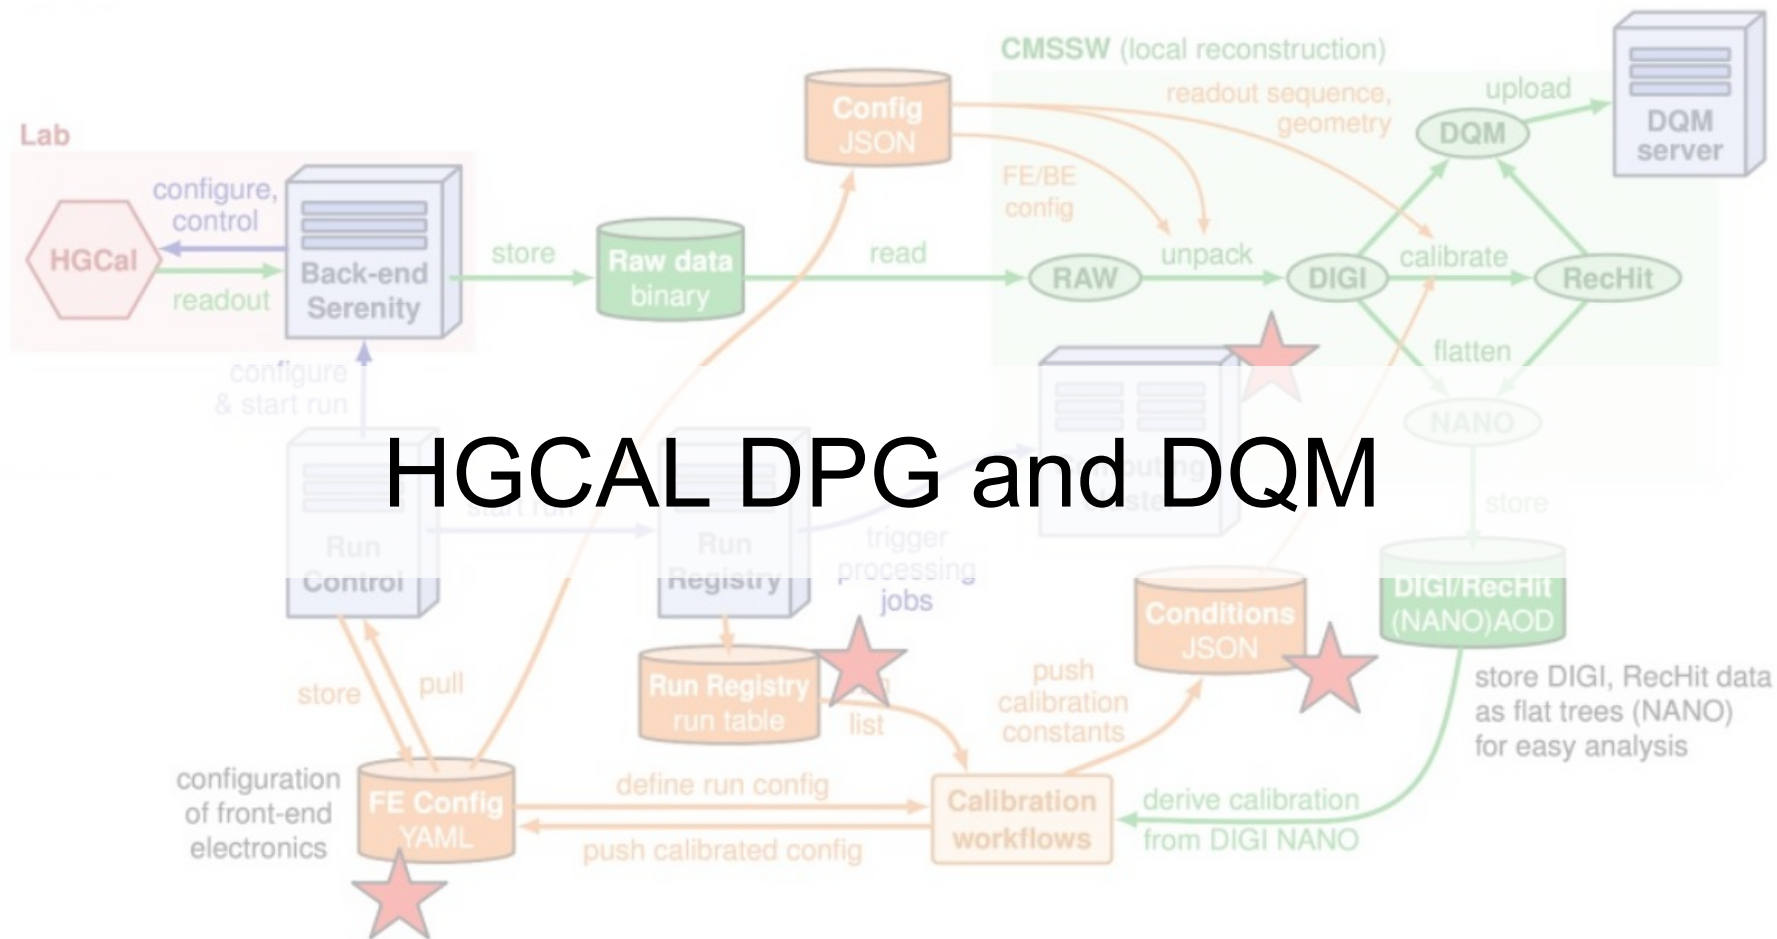 CMSSW (local reconstruction)
Lab
Config
JSON
readout sequence,
geometry
upload
DQM
DQM
server
configure,
control
FE/BE
config
HGCal
readout
Back-end
Serenity
store
Raw data
binary
read
RAW
unpack
DIGI
calibrate
RecHit
configure
& start run
flatten
NANO
HGCAL DPG and DQM
start run
store
Run
Control
Run
Registry
trigger
processing
jobs
Conditions
JSON
DIGI/RecHit
(NANO)AOD
store
pull
Run Registry
run table
list
push
calibration
constants
store DIGI, RecHit data
as flat trees (NANO)
for easy analysis
configuration
of front-end
electronics
FE Config
YAML
define run config
push calibrated config
Calibration
workflows
derive calibration
from DIGI NANO